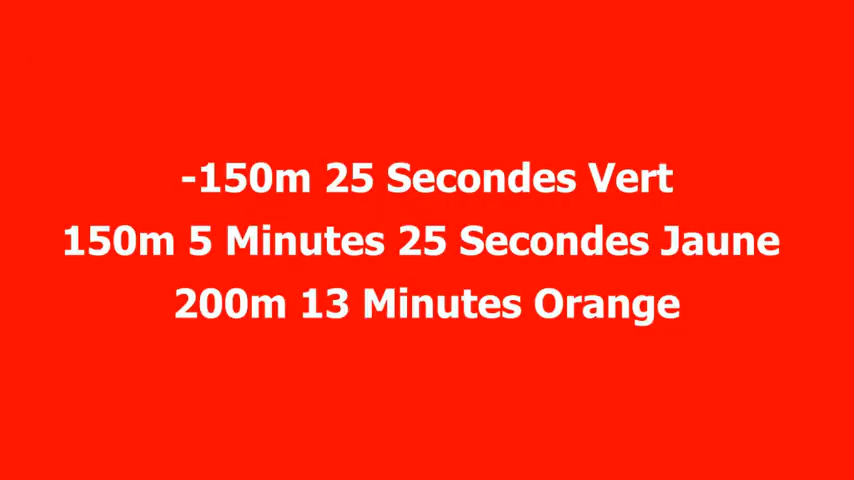 -150m 25 Secondes Vert
150m 5 Minutes 25 Secondes Jaune
200m 13 Minutes Orange